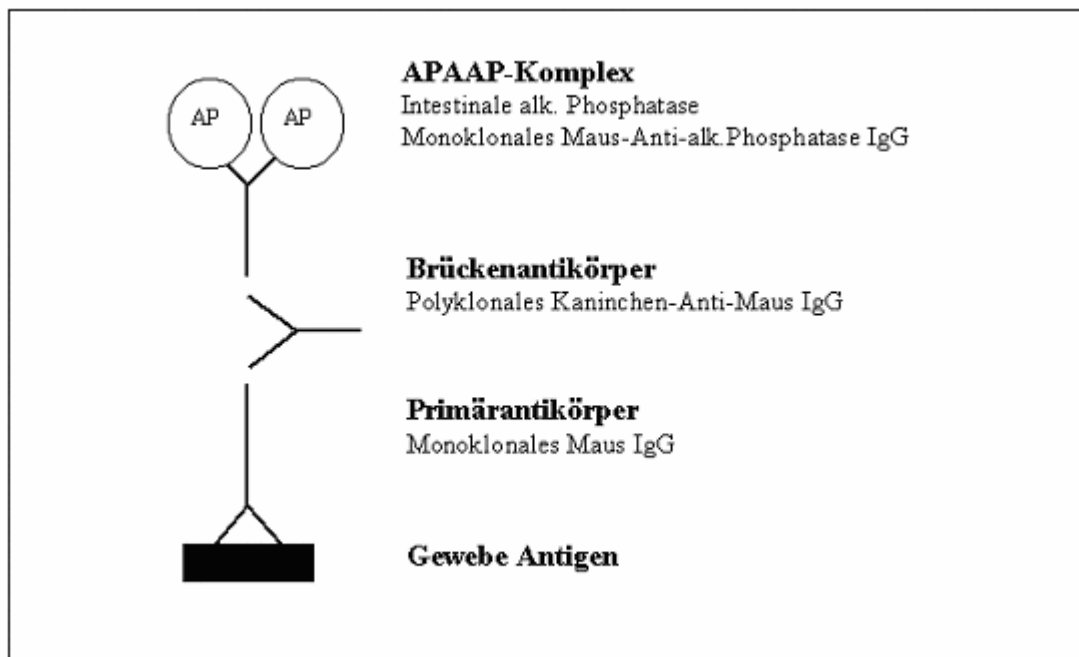 AP AP
APAAP-Komplex
Intestinale alk. Phosphatase
Monoklonales Maus-Anti-alk.Phosphatase IgG
Brückenantikörper
Polyklonales Kaninchen-Anti-Maus IgG
Primärantikörper
Monoklonales Maus IgG
Gewebe Antigen